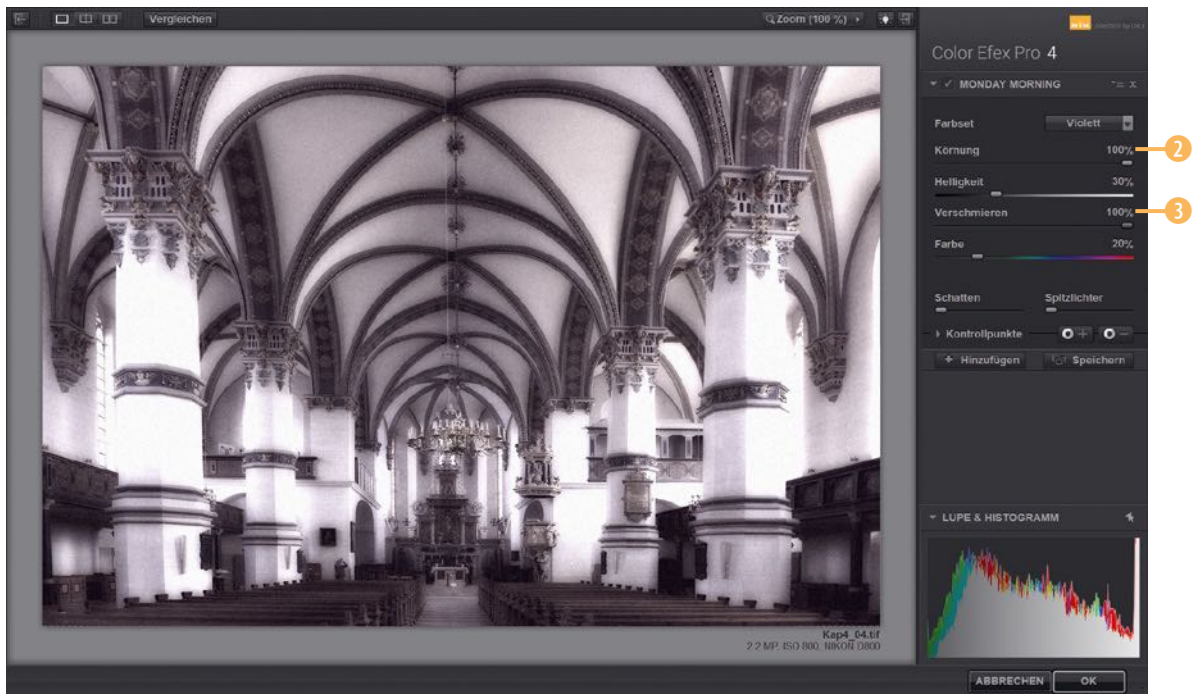 Vergleichen
Zoom (100 %)
Color Efex Pro 4
MONDAY MORNING
Farbset Violett
Körnung 100%
2
Helligkeit 30%
Verschmieren 100%
3
Farbe 20%
Schatten Spitzlichter
Kontrollpunkte
Hinzufügen Speichern
LUPE & HISTOGRAMM
Kap4_04.tif
2.2 MP, ISO 800, NIKON D800
ABBRECHEN OK